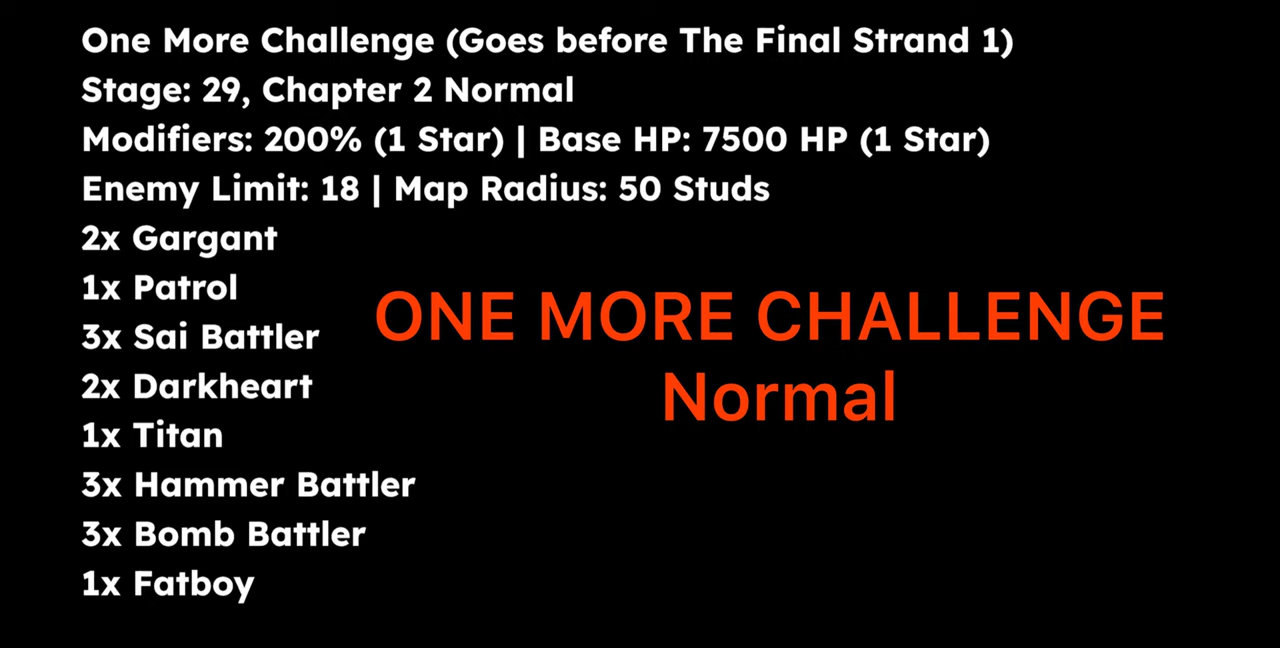 One More Challenge (Goes before The Final Strand 1)
Stage: 29, Chapter 2 Normal
Modifiers: 200% (1 Star) | Base HP: 7500 HP (1 Star)
Enemy Limit: 18 | Map Radius: 50 Studs
2x Gargant
1x Patrol
3x Sai Battler
2x Darkheart
1x Titan
3x Hammer Battler
3x Bomb Battler
1x Fatboy
ONE MORE CHALLENGE
Normal